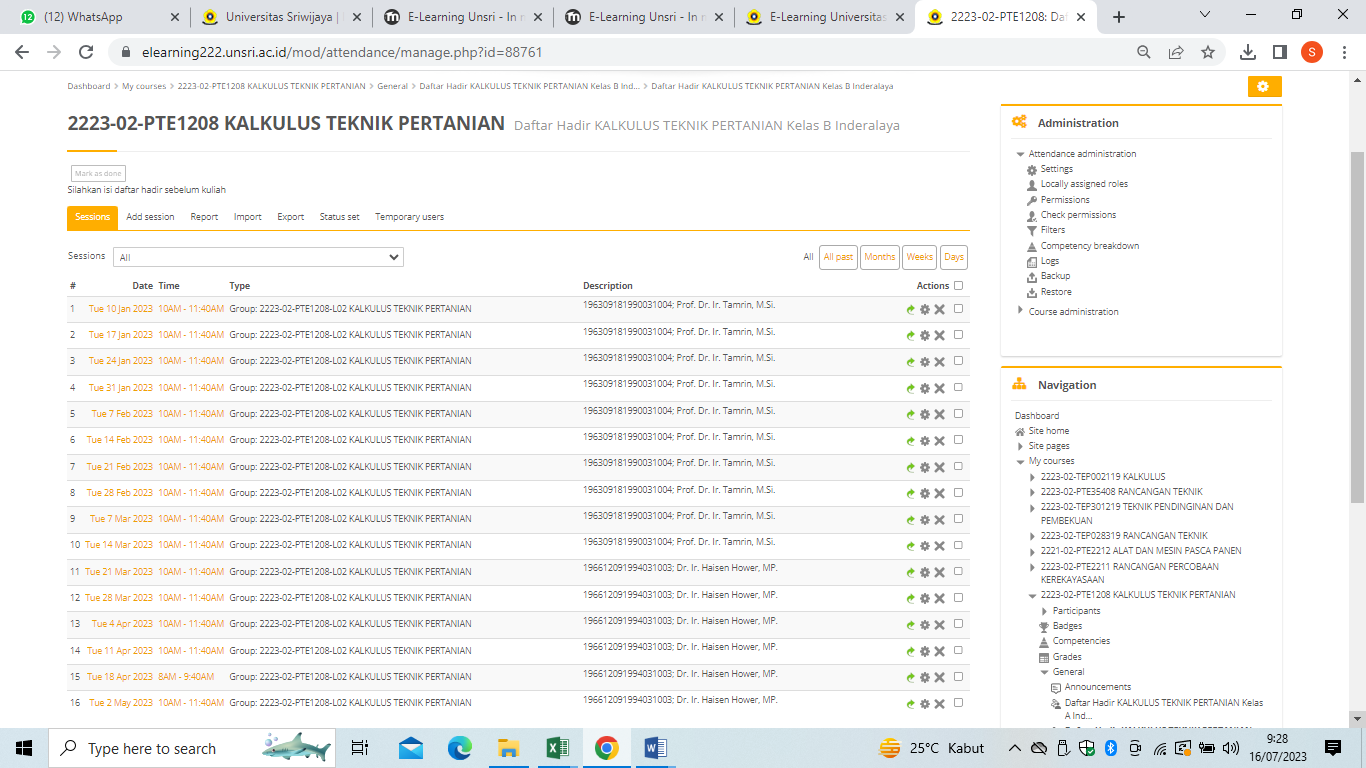 (12) WhatsApp
Universitas Sriwijaya |
E-Learning Unsri - In
E-Learning Unsri - In
E-Learning Universitas
2223-02-PTE1208: Da
elearning222.unsri.ac.id/mod/attendance/manage.php?id=88761
S
Dashboard > My courses > 2223-02-PTE1208 KALKULUS TEKNIK PERTANIAN > General > Daftar Hadir KALKULUS TEKNIK PERTANIAN Kelas B Ind... > Daftar Hadir KALKULUS TEKNIK PERTANIAN Kelas B Inderalaya
2223-02-PTE1208 KALKULUS TEKNIK PERTANIAN Daftar Hadir KALKULUS TEKNIK PERTANIAN Kelas B Inderalaya
Mark as done
Silahkan isi daftar hadir sebelum kuliah
Sessions Add session Report Import Export Status set Temporary users
Sessions All All All past Months Weeks Days
# Date Time Type Description Actions
1 Tue 10 Jan 2023 10AM - 11:40AM Group: 2223-02-PTE1208-L02 KALKULUS TEKNIK PERTANIAN 196309181990031004; Prof. Dr. Ir. Tamrin, M.Si.
2 Tue 17 Jan 2023 10AM - 11:40AM Group: 2223-02-PTE1208-L02 KALKULUS TEKNIK PERTANIAN 196309181990031004; Prof. Dr. Ir. Tamrin, M.Si.
3 Tue 24 Jan 2023 10AM - 11:40AM Group: 2223-02-PTE1208-L02 KALKULUS TEKNIK PERTANIAN 196309181990031004; Prof. Dr. Ir. Tamrin, M.Si.
4 Tue 31 Jan 2023 10AM - 11:40AM Group: 2223-02-PTE1208-L02 KALKULUS TEKNIK PERTANIAN 196309181990031004; Prof. Dr. Ir. Tamrin, M.Si.
5 Tue 7 Feb 2023 10AM - 11:40AM Group: 2223-02-PTE1208-L02 KALKULUS TEKNIK PERTANIAN 196309181990031004; Prof. Dr. Ir. Tamrin, M.Si.
6 Tue 14 Feb 2023 10AM - 11:40AM Group: 2223-02-PTE1208-L02 KALKULUS TEKNIK PERTANIAN 196309181990031004; Prof. Dr. Ir. Tamrin, M.Si.
7 Tue 21 Feb 2023 10AM - 11:40AM Group: 2223-02-PTE1208-L02 KALKULUS TEKNIK PERTANIAN 196309181990031004; Prof. Dr. Ir. Tamrin, M.Si.
8 Tue 28 Feb 2023 10AM - 11:40AM Group: 2223-02-PTE1208-L02 KALKULUS TEKNIK PERTANIAN 196309181990031004; Prof. Dr. Ir. Tamrin, M.Si.
9 Tue 7 Mar 2023 10AM - 11:40AM Group: 2223-02-PTE1208-L02 KALKULUS TEKNIK PERTANIAN 196309181990031004; Prof. Dr. Ir. Tamrin, M.Si.
10 Tue 14 Mar 2023 10AM - 11:40AM Group: 2223-02-PTE1208-L02 KALKULUS TEKNIK PERTANIAN 196309181990031004; Prof. Dr. Ir. Tamrin, M.Si.
11 Tue 21 Mar 2023 10AM - 11:40AM Group: 2223-02-PTE1208-L02 KALKULUS TEKNIK PERTANIAN 196612091994031003; Dr. Ir. Haisen Hower, MP.
12 Tue 28 Mar 2023 10AM - 11:40AM Group: 2223-02-PTE1208-L02 KALKULUS TEKNIK PERTANIAN 196612091994031003; Dr. Ir. Haisen Hower, MP.
13 Tue 4 Apr 2023 10AM - 11:40AM Group: 2223-02-PTE1208-L02 KALKULUS TEKNIK PERTANIAN 196612091994031003; Dr. Ir. Haisen Hower, MP.
14 Tue 11 Apr 2023 10AM - 11:40AM Group: 2223-02-PTE1208-L02 KALKULUS TEKNIK PERTANIAN 196612091994031003; Dr. Ir. Haisen Hower, MP.
15 Tue 18 Apr 2023 8AM - 9:40AM Group: 2223-02-PTE1208-L02 KALKULUS TEKNIK PERTANIAN 196612091994031003; Dr. Ir. Haisen Hower, MP.
16 Tue 2 May 2023 10AM - 11:40AM Group: 2223-02-PTE1208-L02 KALKULUS TEKNIK PERTANIAN 196612091994031003; Dr. Ir. Haisen Hower, MP.
Administration
Attendance administration
Settings
Locally assigned roles
Permissions
Check permissions
Filters
Competency breakdown
Logs
Backup
Restore
Course administration
Navigation
Dashboard
Site home
Site pages
My courses
2223-02-TEP002119 KALKULUS
2223-02-PTE35408 RANCANGAN TEKNIK
2223-02-TEP301219 TEKNIK PENDINGINAN DAN
PEMBEKUAN
2223-02-TEP028319 RANCANGAN TEKNIK
2221-02-PTE2212 ALAT DAN MESIN PASCA PANEN
2223-02-PTE2211 RANCANGAN PERCOBAAN
KEREKAYASAAN
2223-02-PTE1208 KALKULUS TEKNIK PERTANIAN
Participants
Badges
Competencies
Grades
General
Announcements
Daftar Hadir KALKULUS TEKNIK PERTANIAN Kelas
A Ind...
Type here to search
25°C Kabut
9:28
16/07/2023